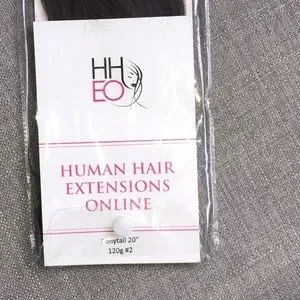 HH
EO
HUMAN HAIR
EXTENSIONS
ONLINE
Ponytail 20"
120g #2